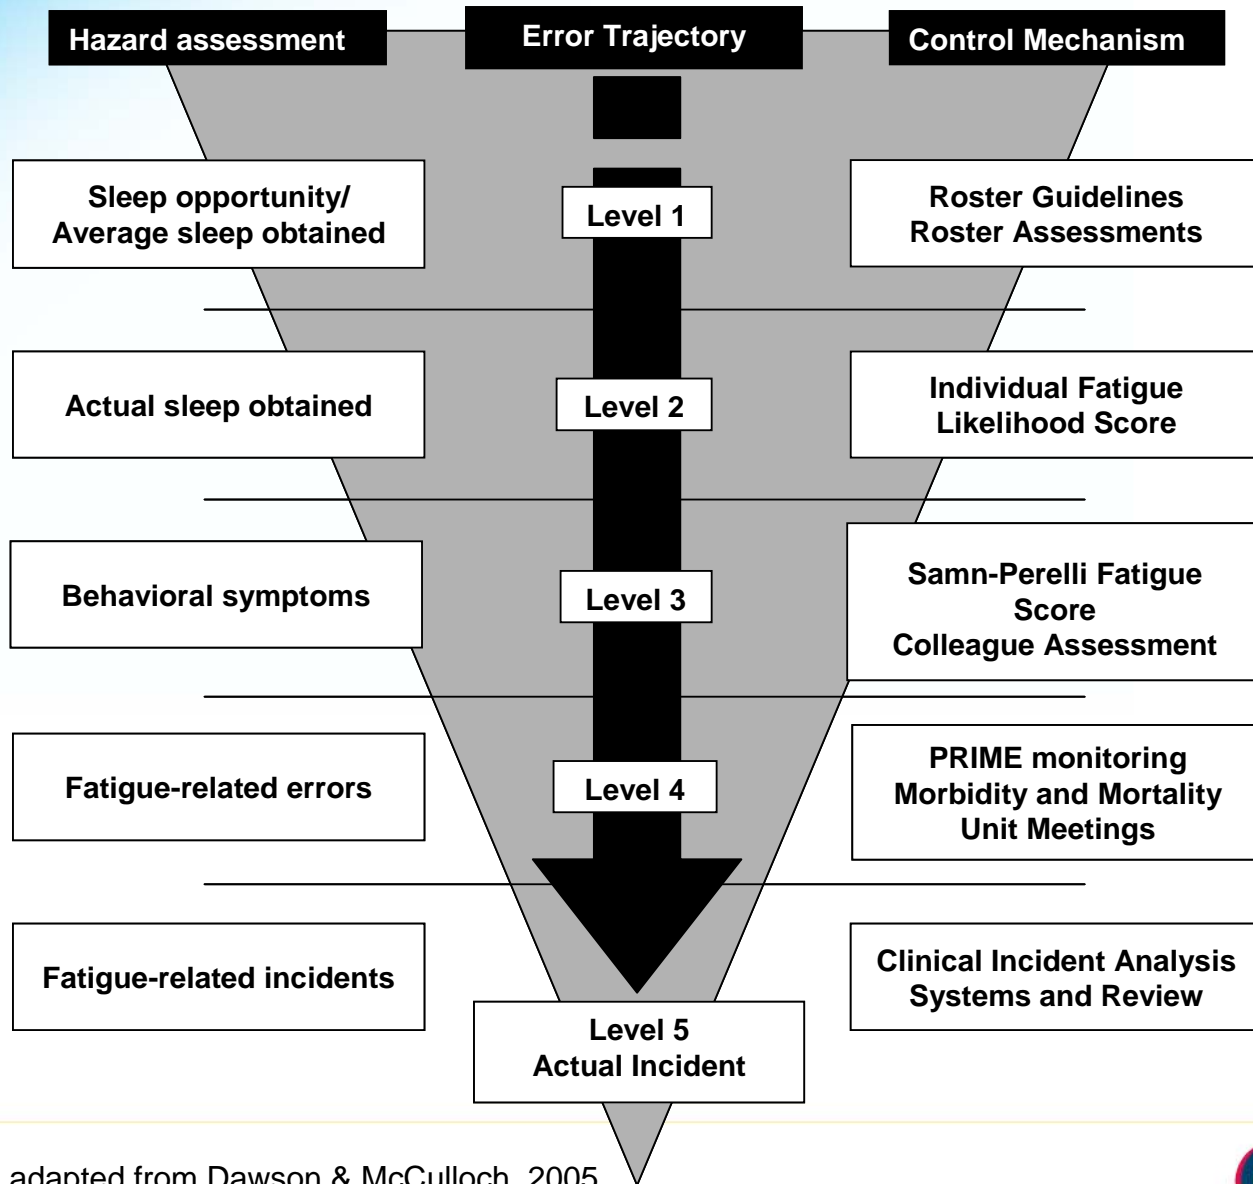 Hazard assessment
Error Trajectory
Control Mechanism
Sleep opportunity/
Average sleep obtained
Level 1
Roster Guidelines
Roster Assessments
Actual sleep obtained
Level 2
Individual Fatigue
Likelihood Score
Behavioral symptoms
Level 3
Samn-Perelli Fatigue
Score
Colleague Assessment
Fatigue-related errors
Level 4
PRIME monitoring
Morbidity and Mortality
Unit Meetings
Fatigue-related incidents
Level 5
Actual Incident
Clinical Incident Analysis
Systems and Review
adapted from Dawson & McCulloch, 2005